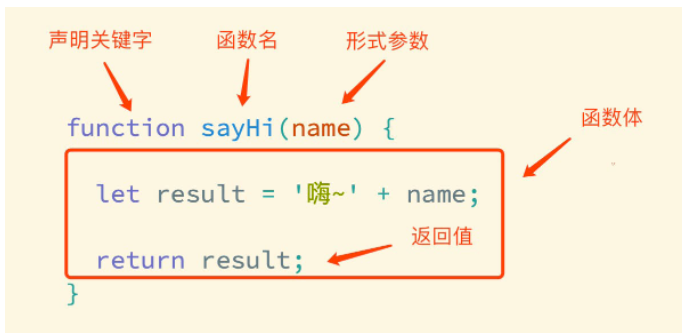 声明关键字 函数名 形式参数
函数体
function sayHi(name) {
let result = '嗨~' + name;
返回值
return result;
}